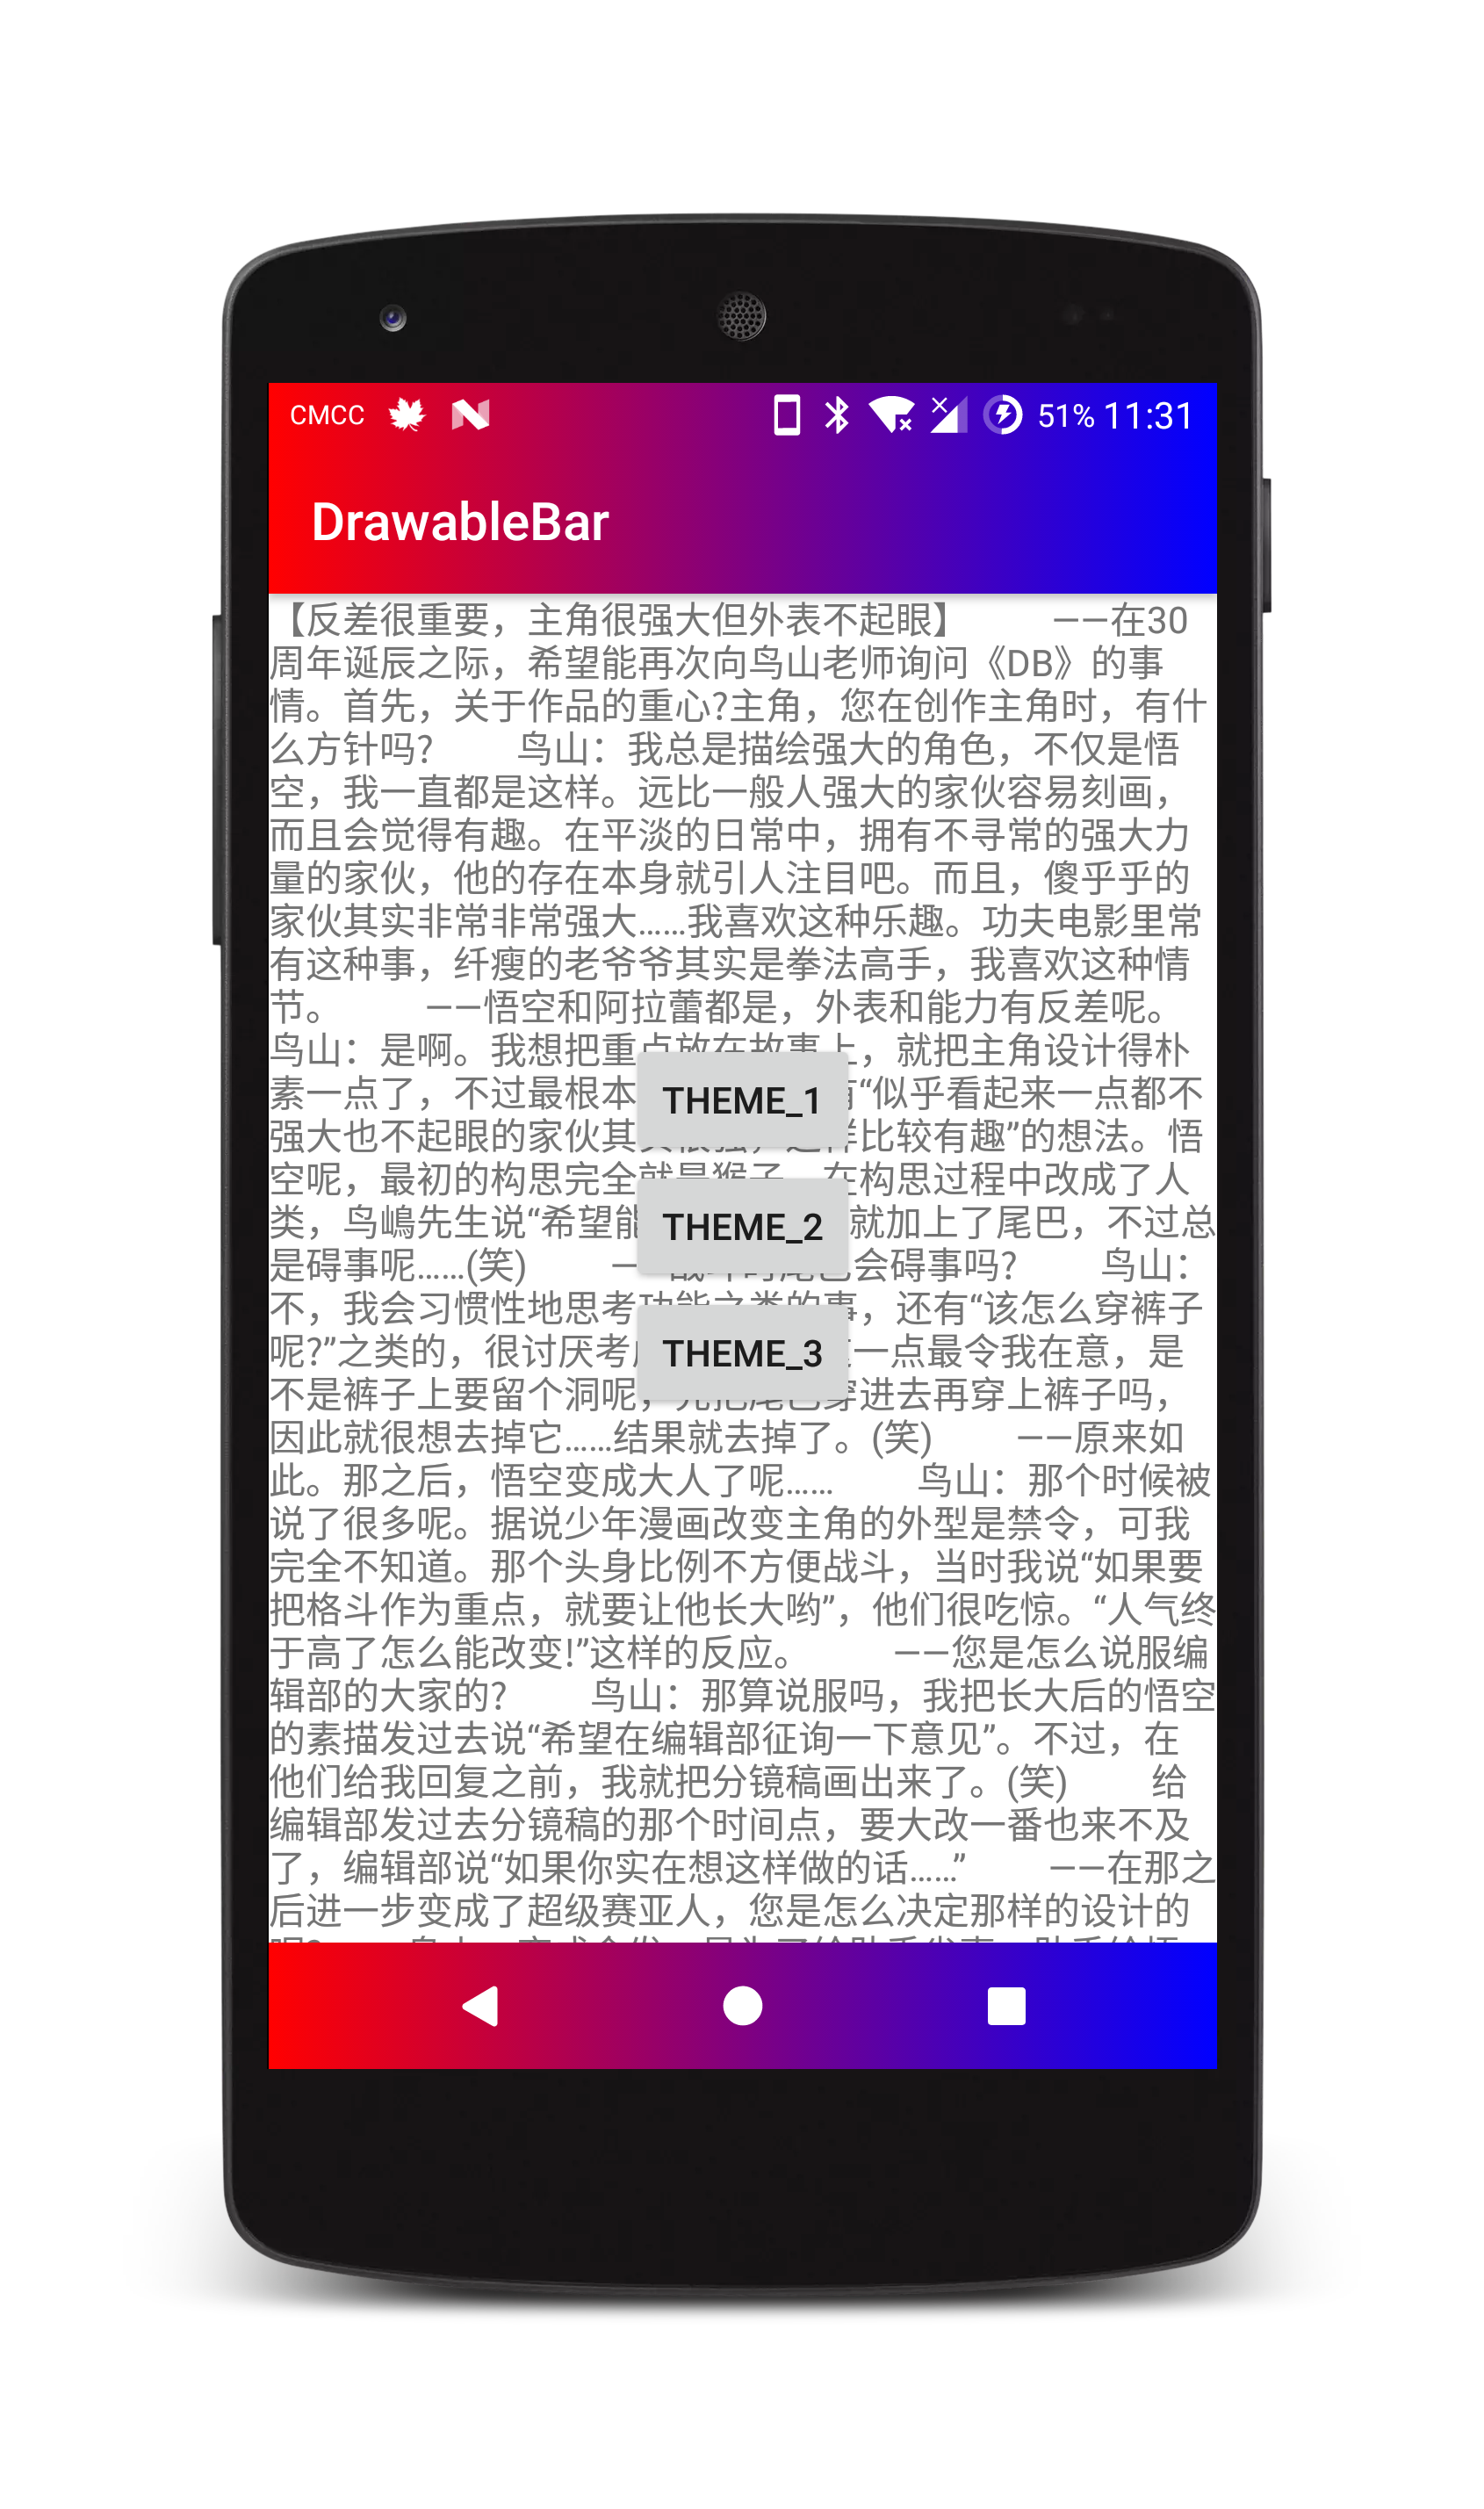 CMCC 51% 11:31
DrawableBar
【反差很重要，主角很强大但外表不起眼】 ——在30
周年诞辰之际，希望能再次向鸟山老师询问《DB》的事
情。首先，关于作品的重心?主角，您在创作主角时，有什
么方针吗? 鸟山：我总是描绘强大的角色，不仅是悟
空，我一直都是这样。远比一般人强大的家伙容易刻画，
而且会觉得有趣。在平淡的日常中，拥有不寻常的强大力
量的家伙，他的存在本身就引人注目吧。而且，傻乎乎的
家伙其实非常非常强大……我喜欢这种乐趣。功夫电影里常
有这种事，纤瘦的老爷爷其实是拳法高手，我喜欢这种情
节。 ——悟空和阿拉蕾都是，外表和能力有反差呢。
鸟山：是啊。我想把重点放在故事上，就把主角设计得朴
素一点了，不过最根本 有“似乎看起来一点都不
THEME_1
强大也不起眼的家伙其实很强，这样比较有趣”的想法。悟
空呢，最初的构思完全就是猴子，在构思过程中改成了人
类，鸟嶋先生说“希望能 就加上了尾巴，不过总
THEME_2
是碍事呢……(笑) ——战斗时尾巴会碍事吗? 鸟山：
不，我会习惯性地思考功能之类的事，还有“该怎么穿裤子
呢?”之类的，很讨厌考 一点最令我在意，是
THEME_3
不是裤子上要留个洞呢，先把尾巴穿进去再穿上裤子吗，
因此就很想去掉它……结果就去掉了。(笑) ——原来如
此。那之后，悟空变成大人了呢…… 鸟山：那个时候被
说了很多呢。据说少年漫画改变主角的外型是禁令，可我
完全不知道。那个头身比例不方便战斗，当时我说“如果要
把格斗作为重点，就要让他长大哟”，他们很吃惊。“人气终
于高了怎么能改变!”这样的反应。 ——您是怎么说服编
辑部的大家的? 鸟山：那算说服吗，我把长大后的悟空
的素描发过去说“希望在编辑部征询一下意见”。不过，在
他们给我回复之前，我就把分镜稿画出来了。(笑) 给
编辑部发过去分镜稿的那个时间点，要大改一番也来不及
了，编辑部说“如果你实在想这样做的话……” ——在那之
后进一步变成了超级赛亚人，您是怎么决定那样的设计的